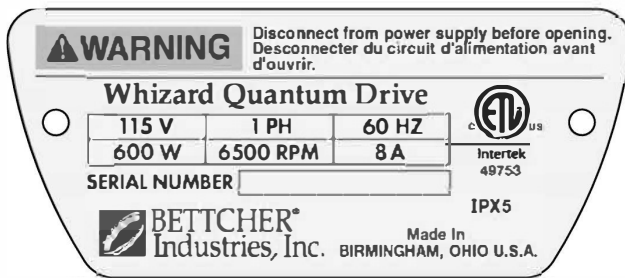 WARNING
Disconnect from power supply before opening.
Desconnecter du circuit d'alimentation avant
d'ouvrir.
Whizard Quantum Drive
115 V 1 PH 60 HZ
600 W 6500 RPM 8 A
c ETL us
Intertek
49753
SERIAL NUMBER
IPX5
BETTCHER®
Industries, Inc.
Made In
BIRMINGHAM, OHIO U.S.A.